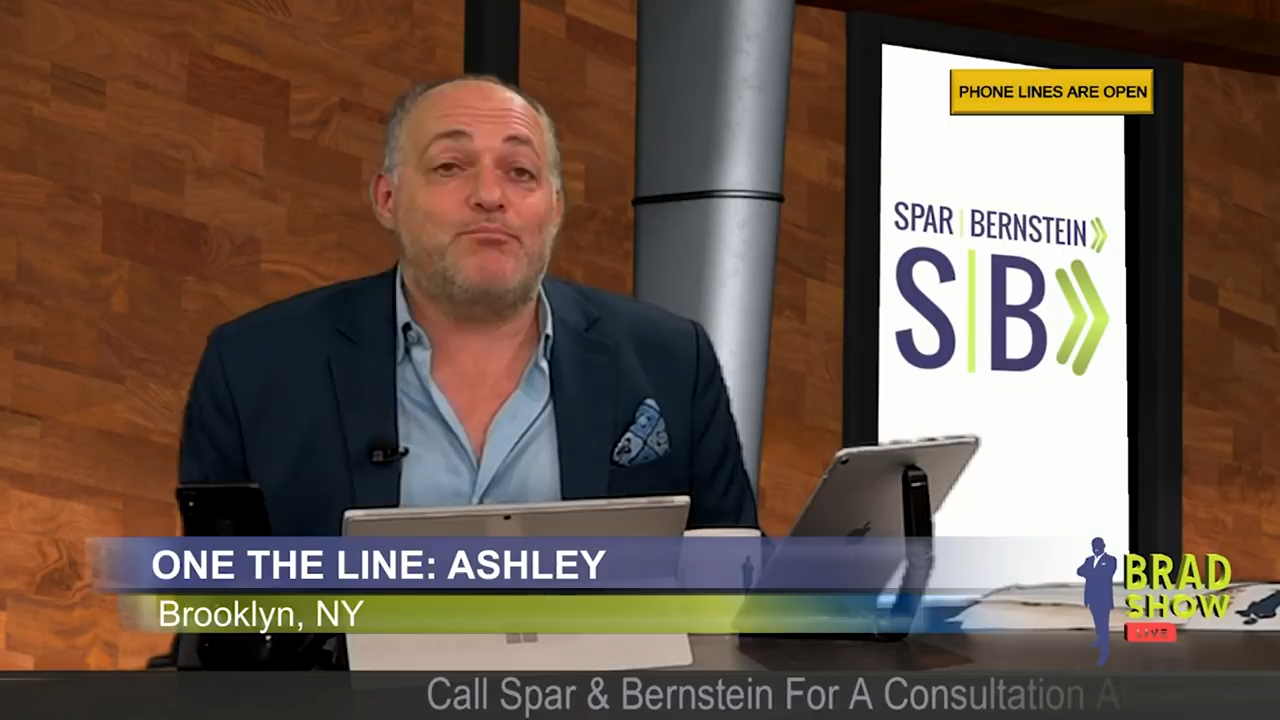 PHONE LINES ARE OPEN
SPAR | BERNSTEIN
S|B
ONE THE LINE: ASHLEY
Brooklyn, NY
BRAD
SHOW
LIVE
Call Spar & Bernstein For A Consultation